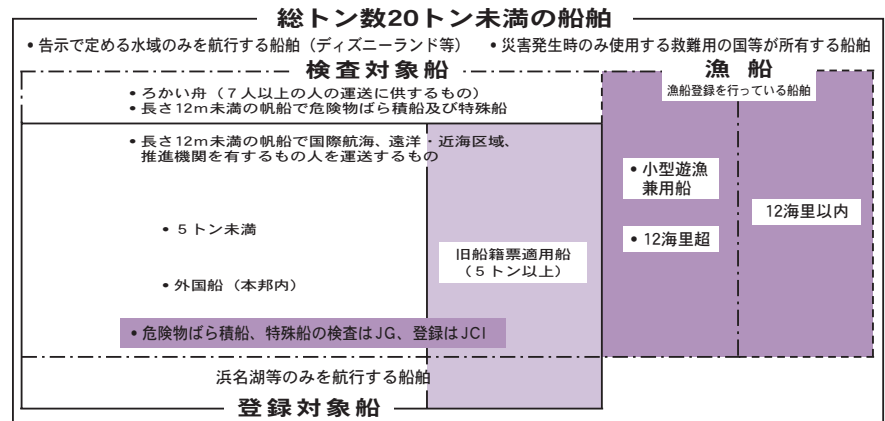 総トン数20トン未満の船舶
• 告示で定める水域のみを航行する船舶（ディズニーランド等）
• 災害発生時のみ使用する救難用の国等が所有する船舶
検査対象船
• ろかい舟（７人以上の人の運送に供するもの）
• 長さ12m未満の帆船で危険物ばら積船及び特殊船
• 長さ12m未満の帆船で国際航海、遠洋・近海区域、
推進機関を有するもの人を運送するもの
• ５トン未満
• 外国船（本邦内）
旧船籍票適用船
（５トン以上）
• 危険物ばら積船、特殊船の検査はJG、登録はJCI
浜名湖等のみを航行する船舶
登録対象船
漁船
漁船登録を行っている船舶
• 小型遊漁
兼用船
• 12海里超
12海里以内